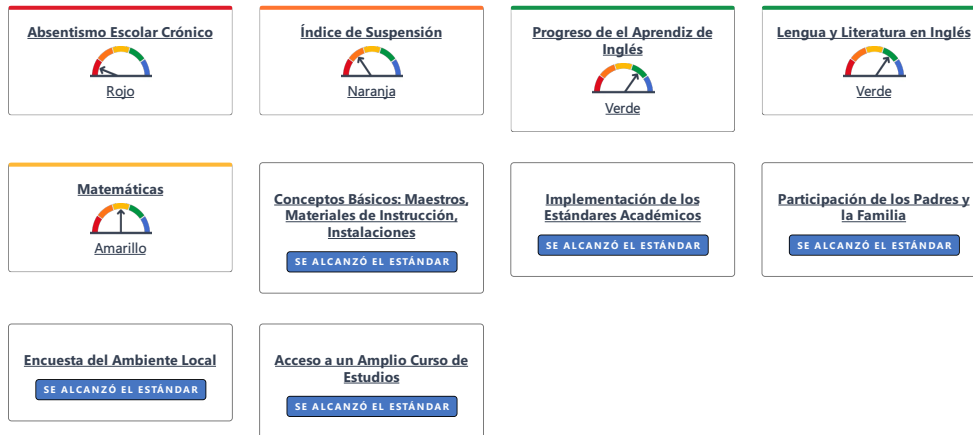 Absentismo Escolar Crónico
Rojo
Índice de Suspensión
Naranja
Progreso de el Aprendiz de
Inglés
Verde
Lengua y Literatura en Inglés
Verde
Matemáticas
Amarillo
Conceptos Básicos: Maestros,
Materiales de Instrucción,
Instalaciones
SE ALCANZÓ EL ESTÁNDAR
Implementación de los
Estándares Académicos
SE ALCANZÓ EL ESTÁNDAR
Participación de los Padres y
la Familia
SE ALCANZÓ EL ESTÁNDAR
Encuesta del Ambiente Local
SE ALCANZÓ EL ESTÁNDAR
Acceso a un Amplio Curso de
Estudios
SE ALCANZÓ EL ESTÁNDAR